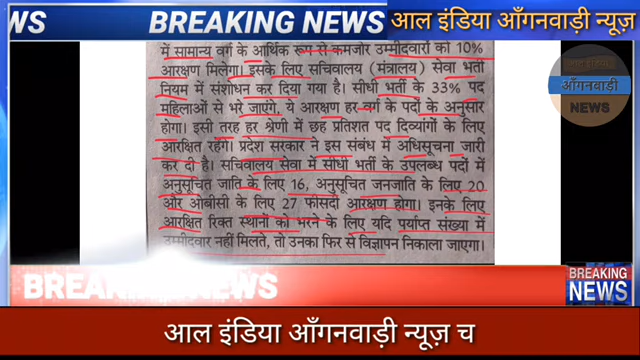 WS
BREAKING NEWS
आल इंडिया आँगनवाड़ी न्यूज़
में सामान्य वर्ग के आर्थिक रूप से कमजोर उम्मीदवारों को 10%
आरक्षण मिलेगा। इसके लिए सचिवालय (मंत्रालय) सेवा भर्ती
नियम में संशोधन कर दिया गया है। सीधी भर्ती के 33% पद
महिलाओं से भरे जाएंगे, ये आरक्षण हर वर्ग के पदों के अनुसार
होगा। इसी तरह हर श्रेणी में छह प्रतिशत पद दिव्यांगों के लिए
आरक्षित रहेंगे। प्रदेश सरकार ने इस संबंध में अधिसूचना जारी
कर दी है। सचिवालय सेवा में सीधी भर्ती के उपलब्ध पदों में
अनुसूचित जाति के लिए 16, अनुसूचित जनजाति के लिए 20
और ओबीसी के लिए 27 फीसदी आरक्षण होगा। इनके लिए
आरक्षित रिक्त स्थानों को भरने के लिए यदि पर्याप्त संख्या में
उम्मीदवार नहीं मिलते, तो उनका फिर से विज्ञापन निकाला जाएगा।
आल इंडिया
आँगनवाड़ी
NEWS
BREAKING NEWS
BREAKING
NEWS
आल इंडिया आँगनवाड़ी न्यूज़ च